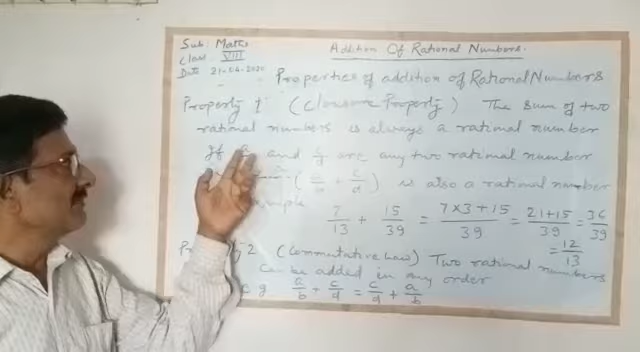 Sub: Maths
Class: VIII
Date 21-04-2020
Addition Of Rational Numbers.
Properties of addition of Rational Numbers
Property 1: (Closure Property) The sum of two
rational numbers is always a rational number
If a/b and c/d are any two rational number
(a/b + c/d) is also a rational number
7/13 + 15/39 = (7×3+15)/39 = (21+15)/39 = 36/39
= 12/13
2 (Commutative Law) Two rational numbers
Can be added in any order
e g a/b + c/d = c/d + a/b